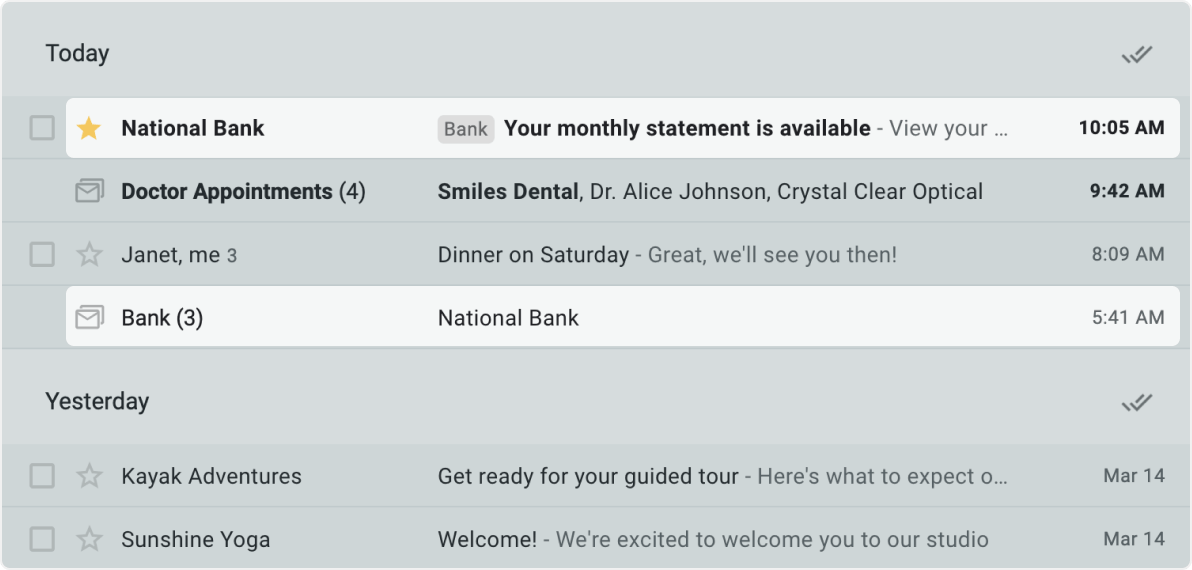 Today
National Bank Bank Your monthly statement is available - View your … 10:05 AM
Doctor Appointments (4) Smiles Dental, Dr. Alice Johnson, Crystal Clear Optical 9:42 AM
Janet, me 3 Dinner on Saturday - Great, we'll see you then! 8:09 AM
Bank (3) National Bank 5:41 AM
Yesterday
Kayak Adventures Get ready for your guided tour - Here's what to expect o… Mar 14
Sunshine Yoga Welcome! - We're excited to welcome you to our studio Mar 14